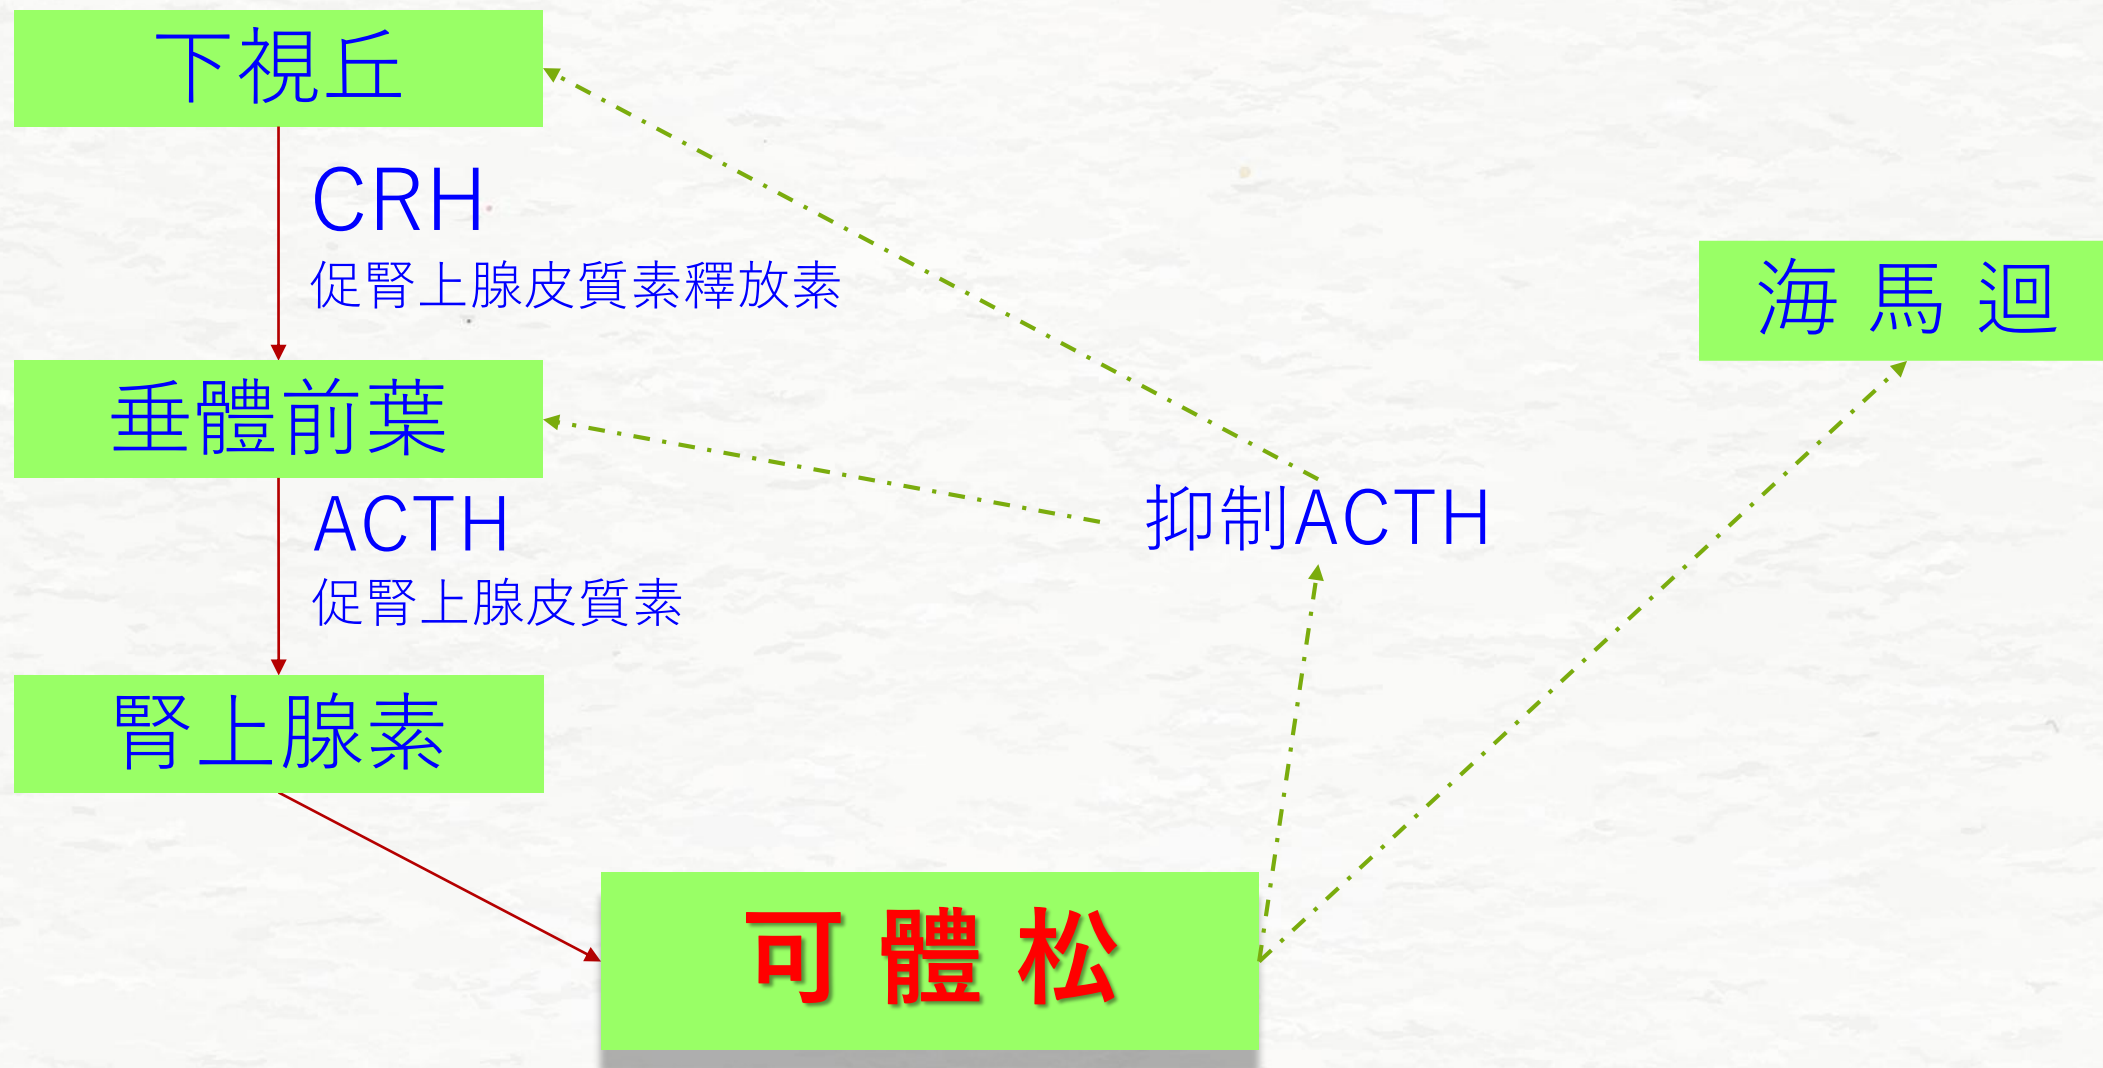 下視丘
CRH
促腎上腺皮質素釋放素
海馬迴
垂體前葉
抑制ACTH
ACTH
促腎上腺皮質素
腎上腺素
可體松